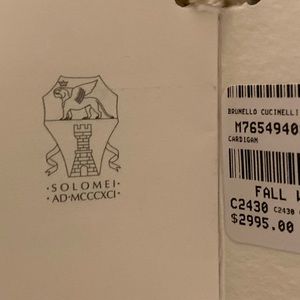 ·SOLOMEI·
·AD·MCCCXCI·
BRUNELLO CUCINELLI
M7654940
CARDIGAN
FALL
C2430 C2430
$2995.00